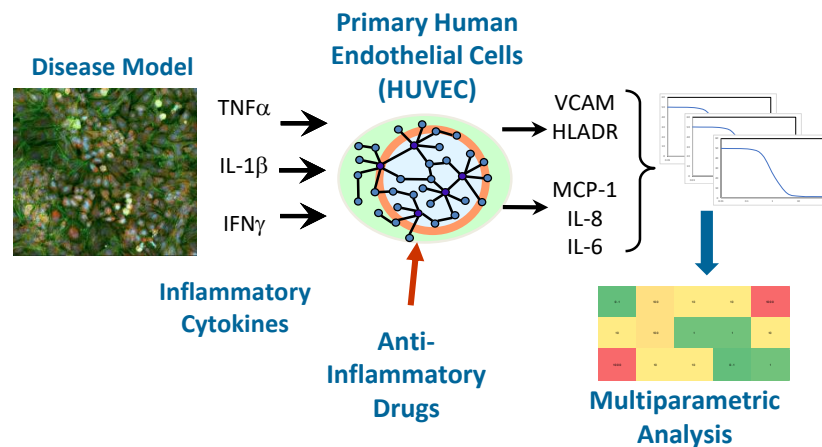 Primary Human
Endothelial Cells
(HUVEC)
Disease Model
TNFα
IL-1β
IFNγ
VCAM
HLADR
MCP-1
IL-8
IL-6
Inflammatory
Cytokines
Anti-
Inflammatory
Drugs
Multiparametric
Analysis